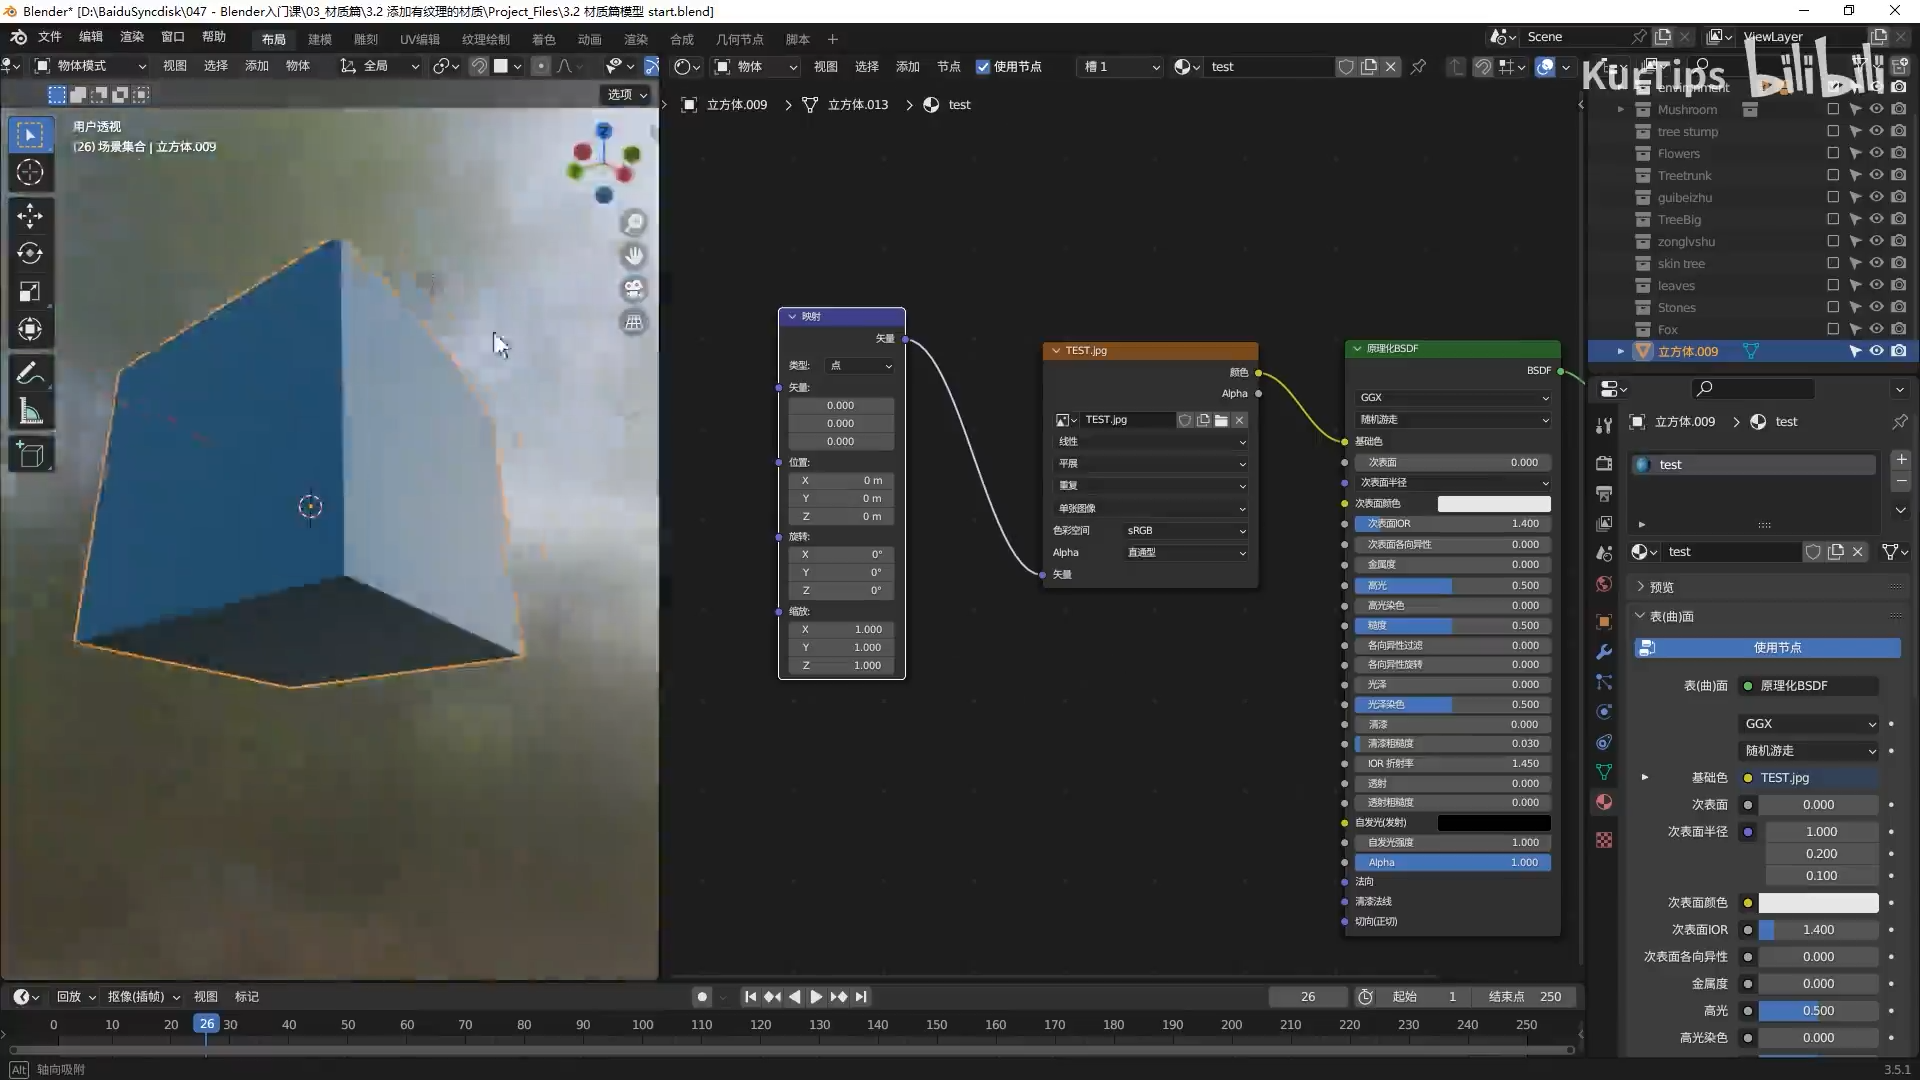 Blender* [D:\BaiduSyncdisk\047 - Blender入门课\03_材质篇\3.2 添加有纹理的材质\Project_Files\3.2 材质篇模型 start.blend]
文件 编辑 渲染 窗口 帮助 布局 建模 雕刻 UV编辑 纹理绘制 着色 动画 渲染 合成 几何节点 脚本 + Scene ViewLayer
物体模式 视图 选择 添加 物体 全局 物体 视图 选择 添加 节点 使用节点 槽 1 test
KurTips bilibili
选项
立方体.009 > 立方体.013 > test
用户透视
(26) 场景集合 | 立方体.009
environment
Mushroom
tree stump
Flowers
Treetrunk
guibeizhu
TreeBig
zonglvshu
skin tree
leaves
Stones
Fox
立方体.009
映射
矢量
类型: 点
矢量:
0.000
0.000
0.000
位置:
X 0 m
Y 0 m
Z 0 m
旋转:
X 0°
Y 0°
Z 0°
缩放:
X 1.000
Y 1.000
Z 1.000
TEST.jpg
颜色
Alpha
TEST.jpg
线性
平展
重复
单张图像
色彩空间 sRGB
Alpha 直通型
矢量
原理化BSDF
BSDF
GGX
随机游走
基础色
次表面 0.000
次表面半径
次表面颜色
次表面IOR 1.400
次表面各向异性 0.000
金属度 0.000
高光 0.500
高光染色 0.000
糙度 0.500
各向异性过滤 0.000
各向异性旋转 0.000
光泽 0.000
光泽染色 0.500
清漆 0.000
清漆粗糙度 0.030
IOR 折射率 1.450
透射 0.000
透射粗糙度 0.000
自发光(发射)
自发光强度 1.000
Alpha 1.000
法向
清漆法线
切向(正切)
立方体.009 > test
test
test
预览
表(曲)面
使用节点
表(曲)面 原理化BSDF
GGX
随机游走
基础色 TEST.jpg
次表面 0.000
次表面半径 1.000
0.200
0.100
次表面颜色
次表面IOR 1.400
次表面各向异性 0.000
金属度 0.000
高光 0.500
高光染色 0.000
回放 抠像(插帧) 视图 标记 26 起始 1 结束点 250
0 10 20 26 30 40 50 60 70 80 90 100 110 120 130 140 150 160 170 180 190 200 210 220 230 240 250
Alt 轴向吸附 3.5.1